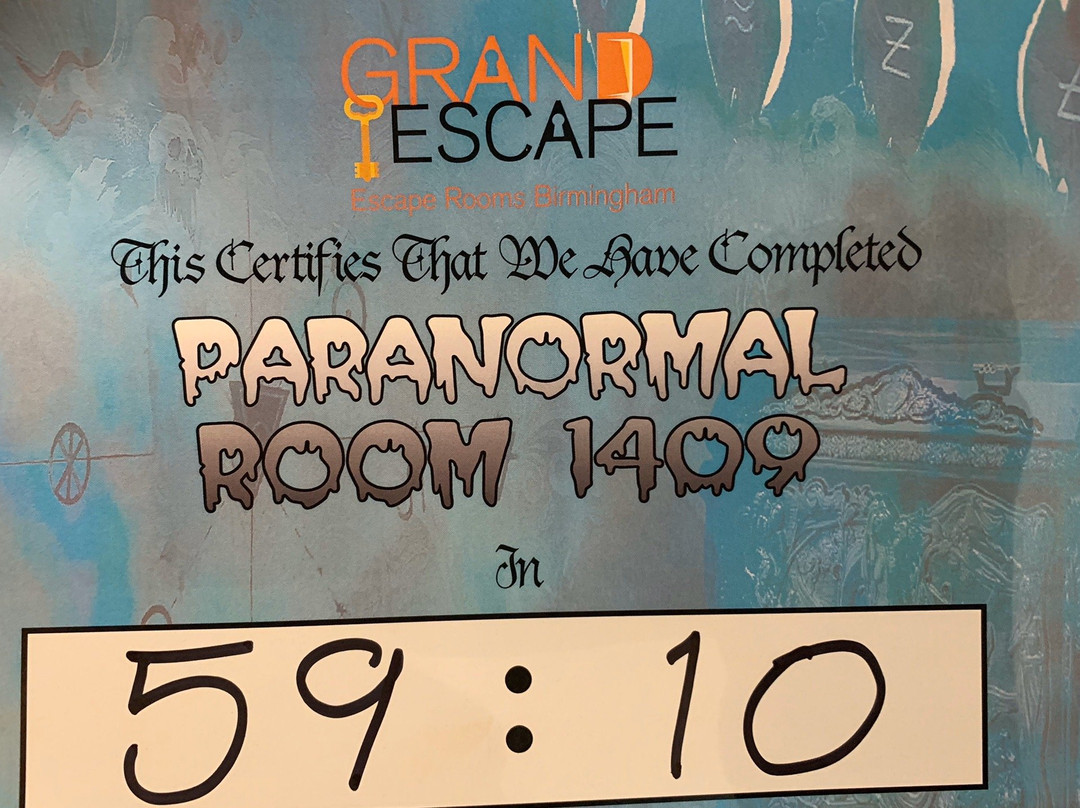 GRAND
ESCAPE
Escape Rooms Birmingham
This Certifies That We Have Completed
PARANORMAL
ROOM 1409
In
59 : 10